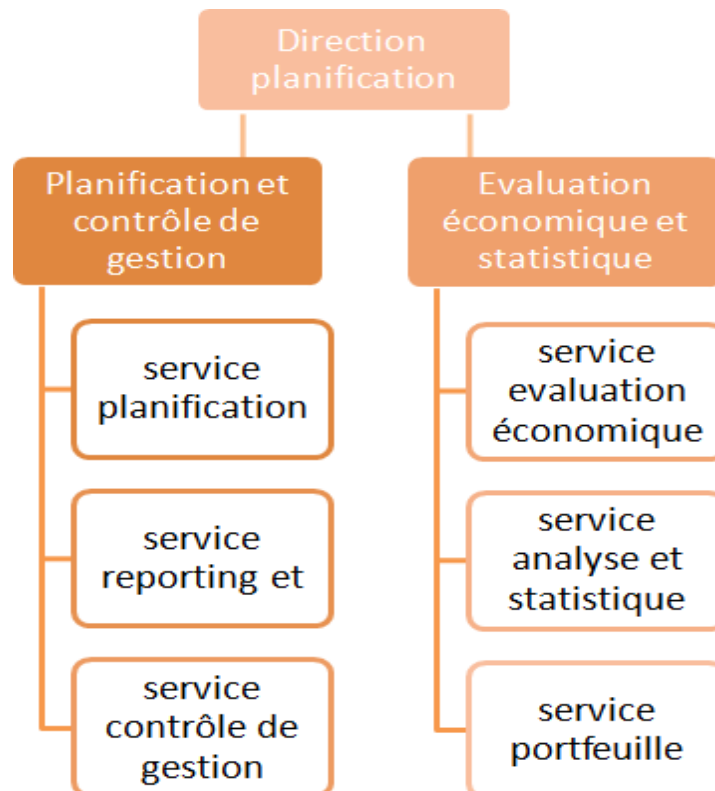 Direction
planification
Planification et
contrôle de
gestion
service
planification
service
reporting et
service
contrôle de
gestion
Evaluation
économique et
statistique
service
evaluation
économique
service
analyse et
statistique
service
portfeuille